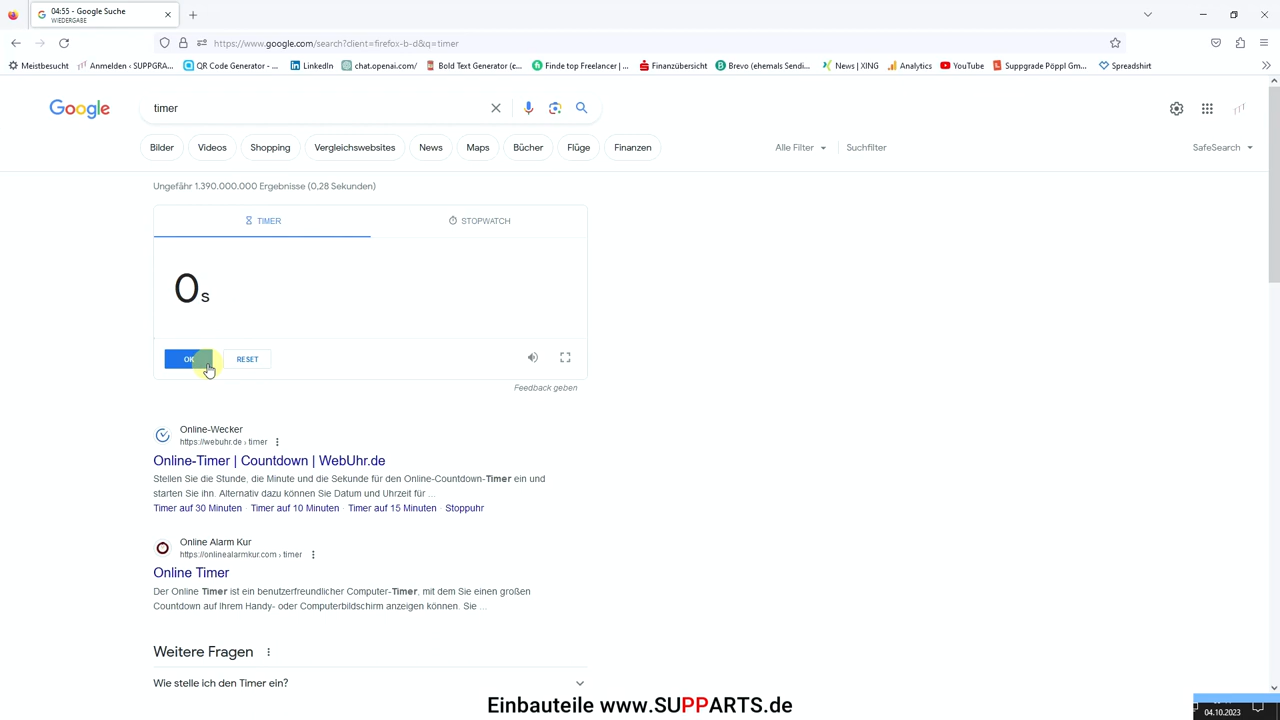 04:55 - Google Suche
WIEDERGABE
https://www.google.com/search?client=firefox-b-d&q=timer
Meistbesucht
Anmelden ‹ SUPPGRA...
QR Code Generator -...
LinkedIn
chat.openai.com/
Bold Text Generator (c...
Finde top Freelancer | ...
Finanzübersicht
Brevo (ehemals Sendi...
News | XING
Analytics
YouTube
Suppgrade Pöppl Gm...
Spreadshirt
Google
timer
Bilder
Videos
Shopping
Vergleichswebsites
News
Maps
Bücher
Flüge
Finanzen
Alle Filter
Suchfilter
SafeSearch
Ungefähr 1.390.000.000 Ergebnisse (0,28 Sekunden)
TIMER
STOPWATCH
0s
OK
RESET
Feedback geben
Online-Wecker
https://webuhr.de › timer
Online-Timer | Countdown | WebUhr.de
Stellen Sie die Stunde, die Minute und die Sekunde für den Online-Countdown-Timer ein und
starten Sie ihn. Alternativ dazu können Sie Datum und Uhrzeit für ...
Timer auf 30 Minuten · Timer auf 10 Minuten · Timer auf 15 Minuten · Stoppuhr
Online Alarm Kur
https://onlinealarmkur.com › timer
Online Timer
Der Online Timer ist ein benutzerfreundlicher Computer-Timer, mit dem Sie einen großen
Countdown auf Ihrem Handy- oder Computerbildschirm anzeigen können. Sie ...
Weitere Fragen
Wie stelle ich den Timer ein?
Einbauteile www.SUPPARTS.de
04.10.2023